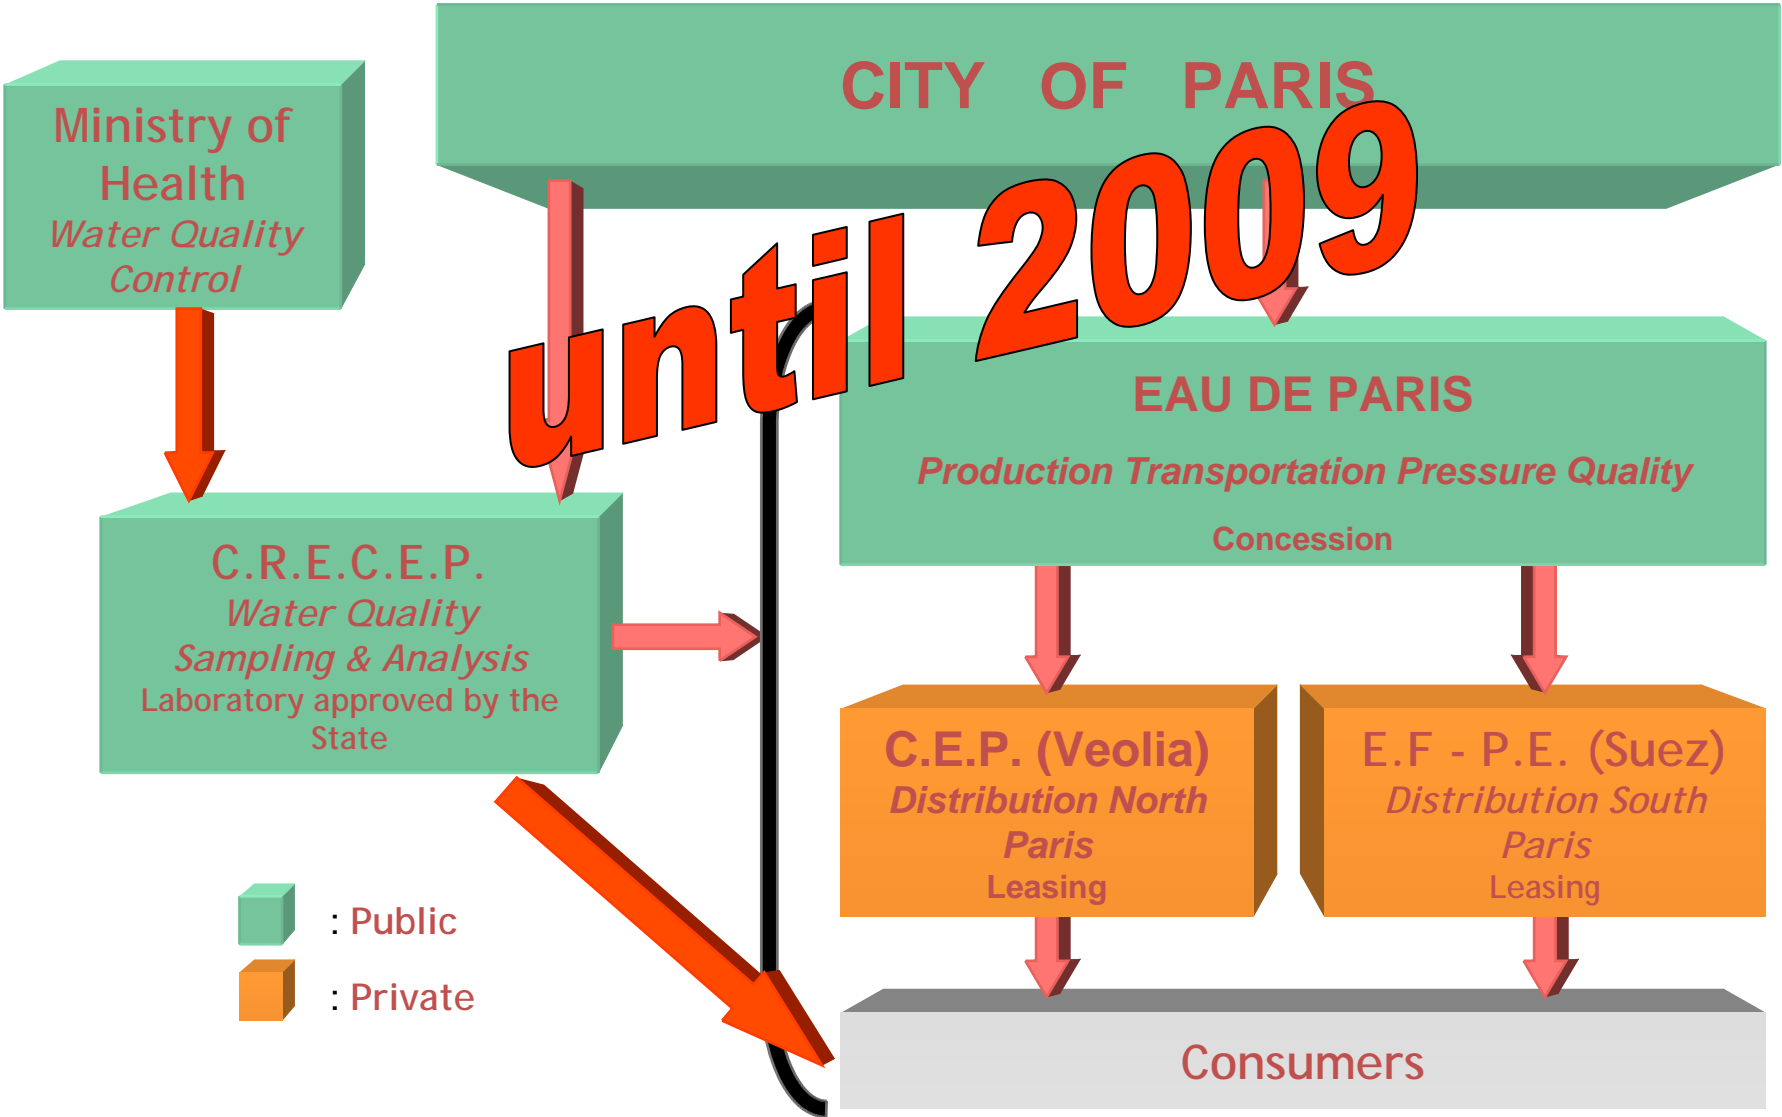 CITY OF PARIS
Ministry of
Health
Water Quality
Control
until 2009
EAU DE PARIS
Production Transportation Pressure Quality
Concession
C.R.E.C.E.P.
Water Quality
Sampling & Analysis
Laboratory approved by the
State
C.E.P. (Veolia)
Distribution North
Paris
Leasing
E.F - P.E. (Suez)
Distribution South
Paris
Leasing
: Public
: Private
Consumers